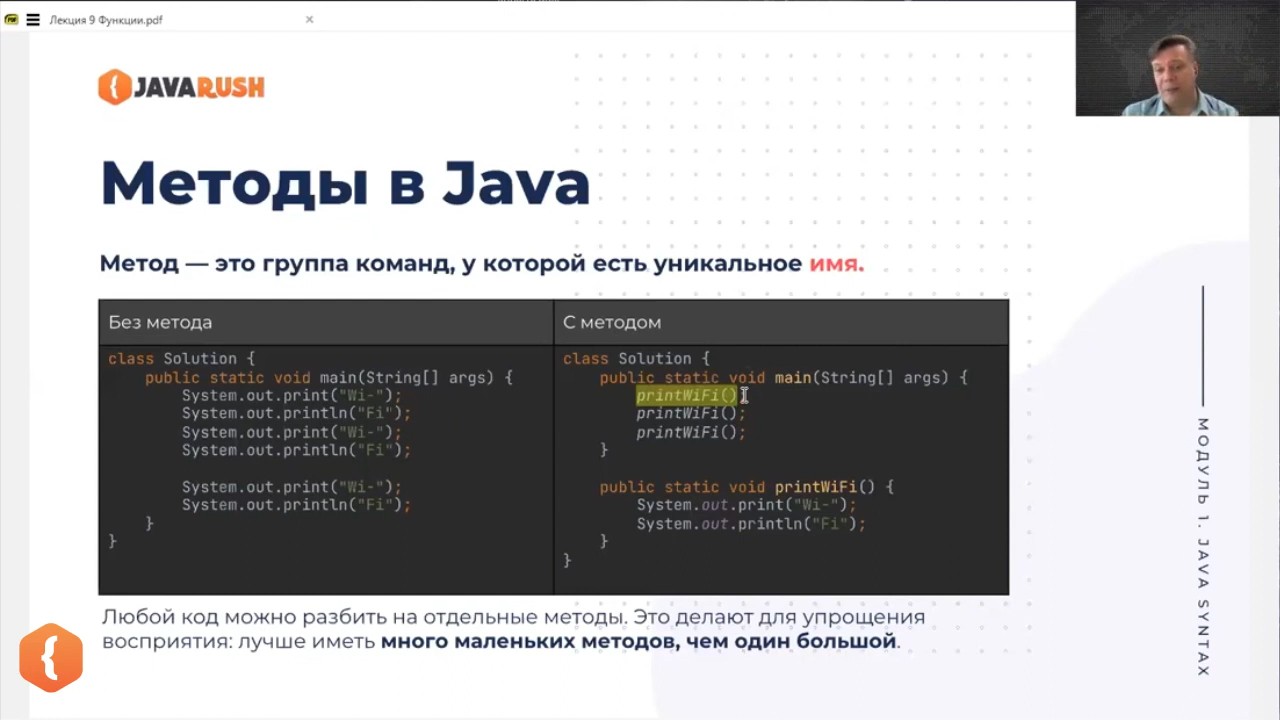 Лекция 9 Функции.pdf
JAVARUSH
Методы в Java
Метод — это группа команд, у которой есть уникальное имя.
Без метода
class Solution {
public static void main(String[] args) {
System.out.print("Wi-");
System.out.println("Fi");
System.out.print("Wi-");
System.out.println("Fi");
System.out.print("Wi-");
System.out.println("Fi");
}
}
С методом
class Solution {
public static void main(String[] args) {
printWiFi()
printWiFi();
printWiFi();
}
public static void printWiFi() {
System.out.print("Wi-");
System.out.println("Fi");
}
}
Любой код можно разбить на отдельные методы. Это делают для упрощения
восприятия: лучше иметь много маленьких методов, чем один большой.
МОДУЛЬ 1. JAVA SYNTAX